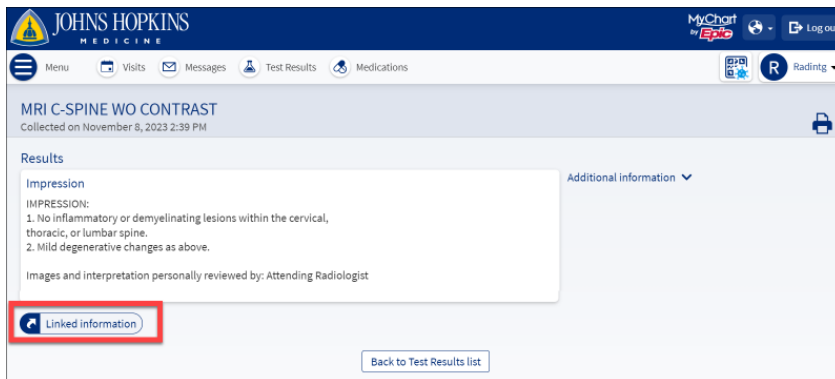 JOHNS HOPKINS
MEDICINE
MyChart
by Epic
Log ou
Menu
Visits
Messages
Test Results
Medications
R
Radintg
MRI C-SPINE WO CONTRAST
Collected on November 8, 2023 2:39 PM
Results
Impression
IMPRESSION:
1. No inflammatory or demyelinating lesions within the cervical,
thoracic, or lumbar spine.
2. Mild degenerative changes as above.
Images and interpretation personally reviewed by: Attending Radiologist
Additional information
Linked information
Back to Test Results list